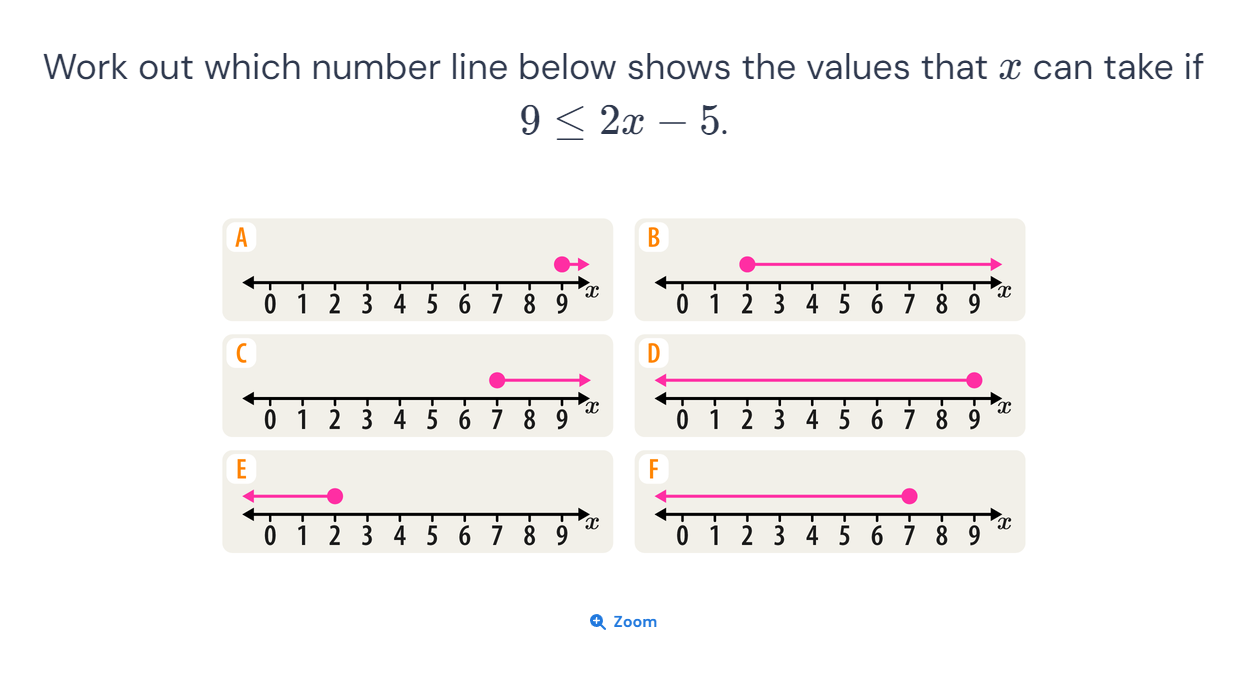 Work out which number line below shows the values that x can take if
9 ≤ 2x − 5.
A
0 1 2 3 4 5 6 7 8 9 x
B
0 1 2 3 4 5 6 7 8 9 x
C
0 1 2 3 4 5 6 7 8 9 x
D
0 1 2 3 4 5 6 7 8 9 x
E
0 1 2 3 4 5 6 7 8 9 x
F
0 1 2 3 4 5 6 7 8 9 x
Zoom